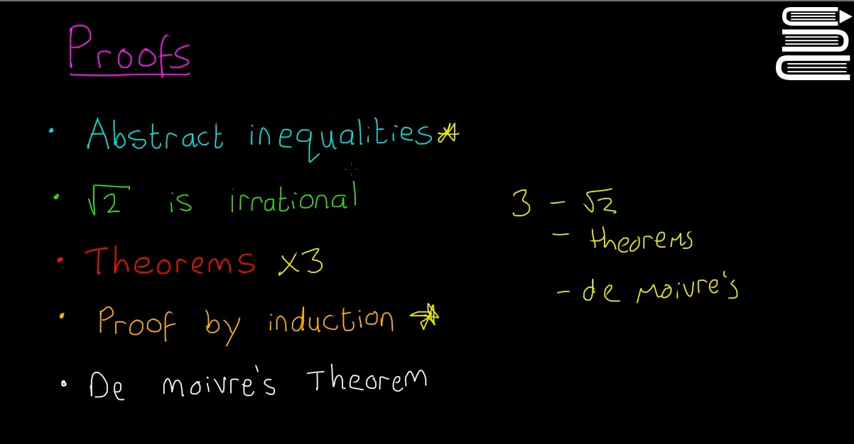 Proofs
• Abstract inequalities
• √2 is irrational
• Theorems x3
• Proof by induction
• De moivre's Theorem
3 - √2
- theorems
- de moivre's